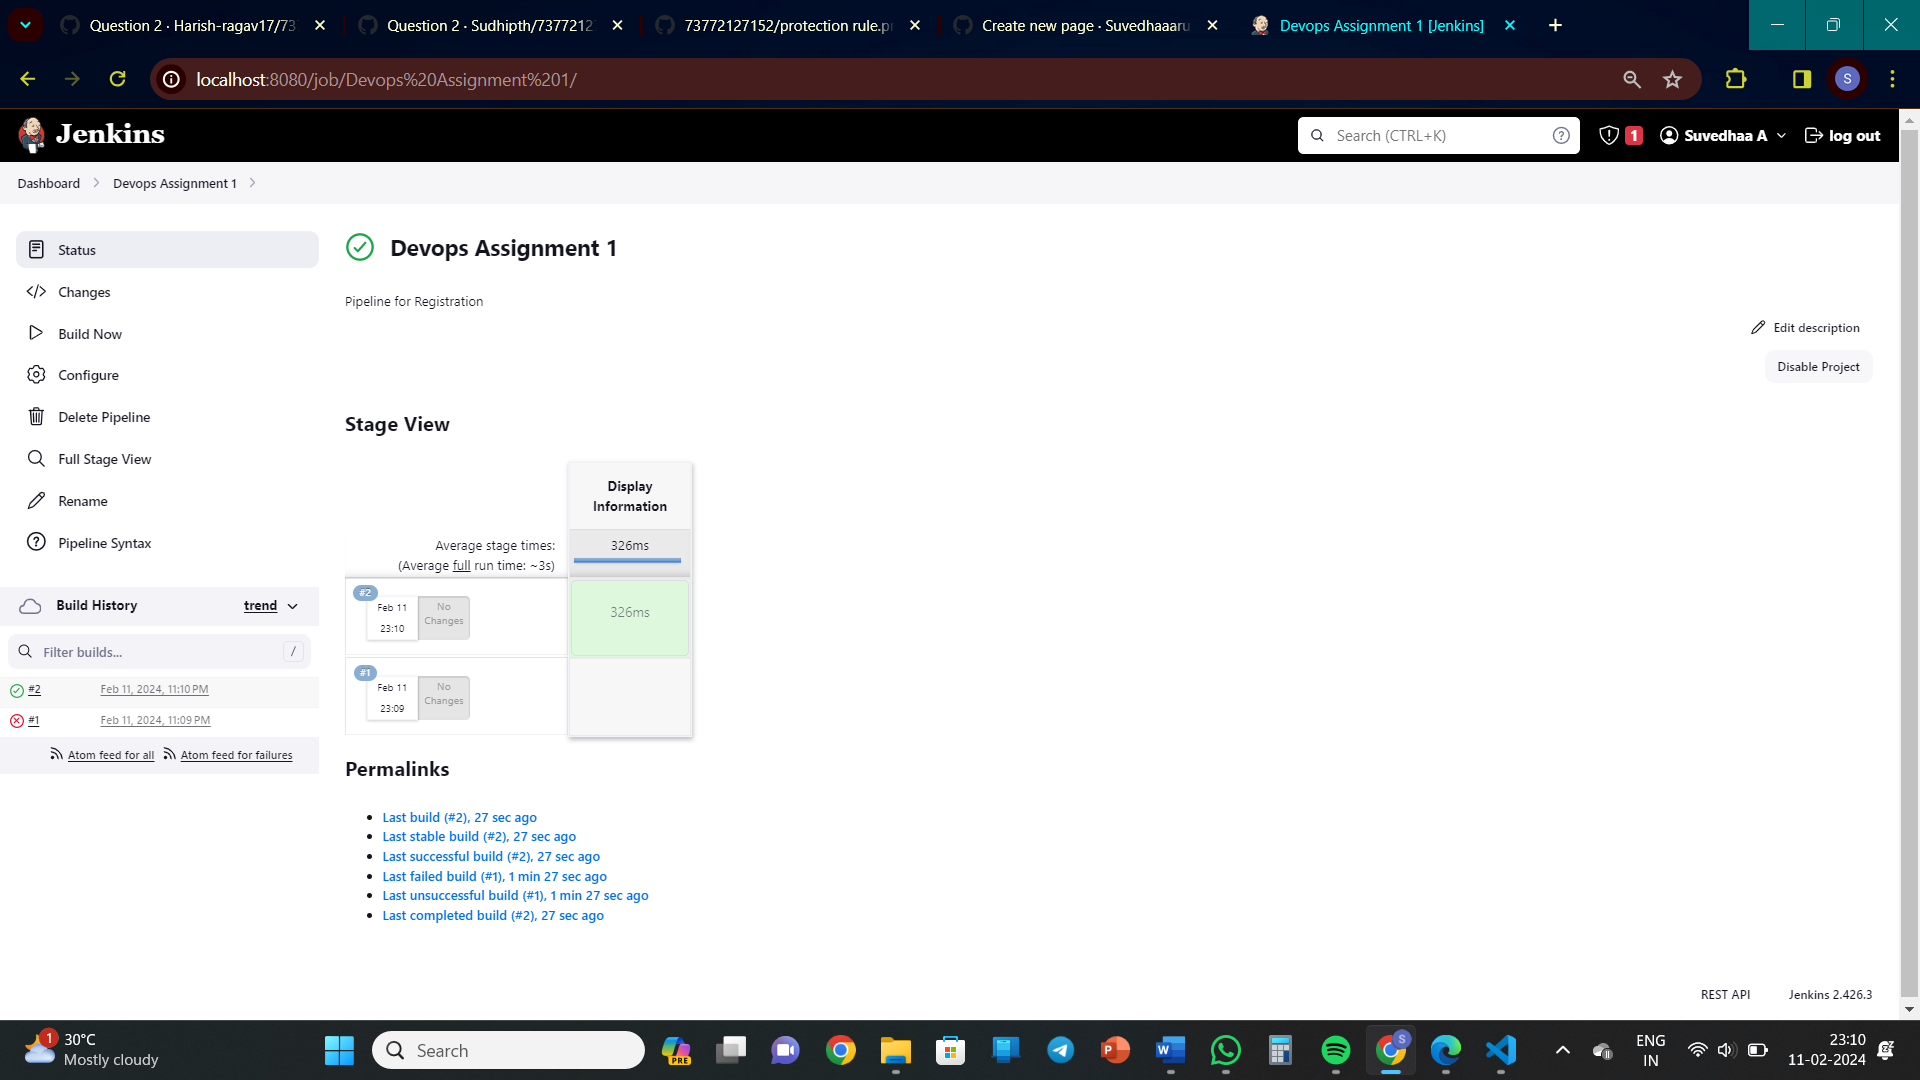 Question 2 · Harish-ragav17/73
Question 2 · Sudhipth/7377212
73772127152/protection rule.p
Create new page · Suvedhaaaru
Devops Assignment 1 [Jenkins]
localhost:8080/job/Devops%20Assignment%201/
S
Jenkins
Search (CTRL+K)
?
1
Suvedhaa A
log out
Dashboard
Devops Assignment 1
Status
Changes
Build Now
Configure
Delete Pipeline
Full Stage View
Rename
Pipeline Syntax
Build History
trend
Filter builds...
/
#2
Feb 11, 2024, 11:10 PM
#1
Feb 11, 2024, 11:09 PM
Atom feed for all
Atom feed for failures
Devops Assignment 1
Pipeline for Registration
Edit description
Disable Project
Stage View
Display
Information
Average stage times:
(Average full run time: ~3s)
326ms
#2
Feb 11
23:10
No
Changes
326ms
#1
Feb 11
23:09
No
Changes
Permalinks
Last build (#2), 27 sec ago
Last stable build (#2), 27 sec ago
Last successful build (#2), 27 sec ago
Last failed build (#1), 1 min 27 sec ago
Last unsuccessful build (#1), 1 min 27 sec ago
Last completed build (#2), 27 sec ago
REST API
Jenkins 2.426.3
1
30°C
Mostly cloudy
Search
PRE
S
ENG
IN
23:10
11-02-2024